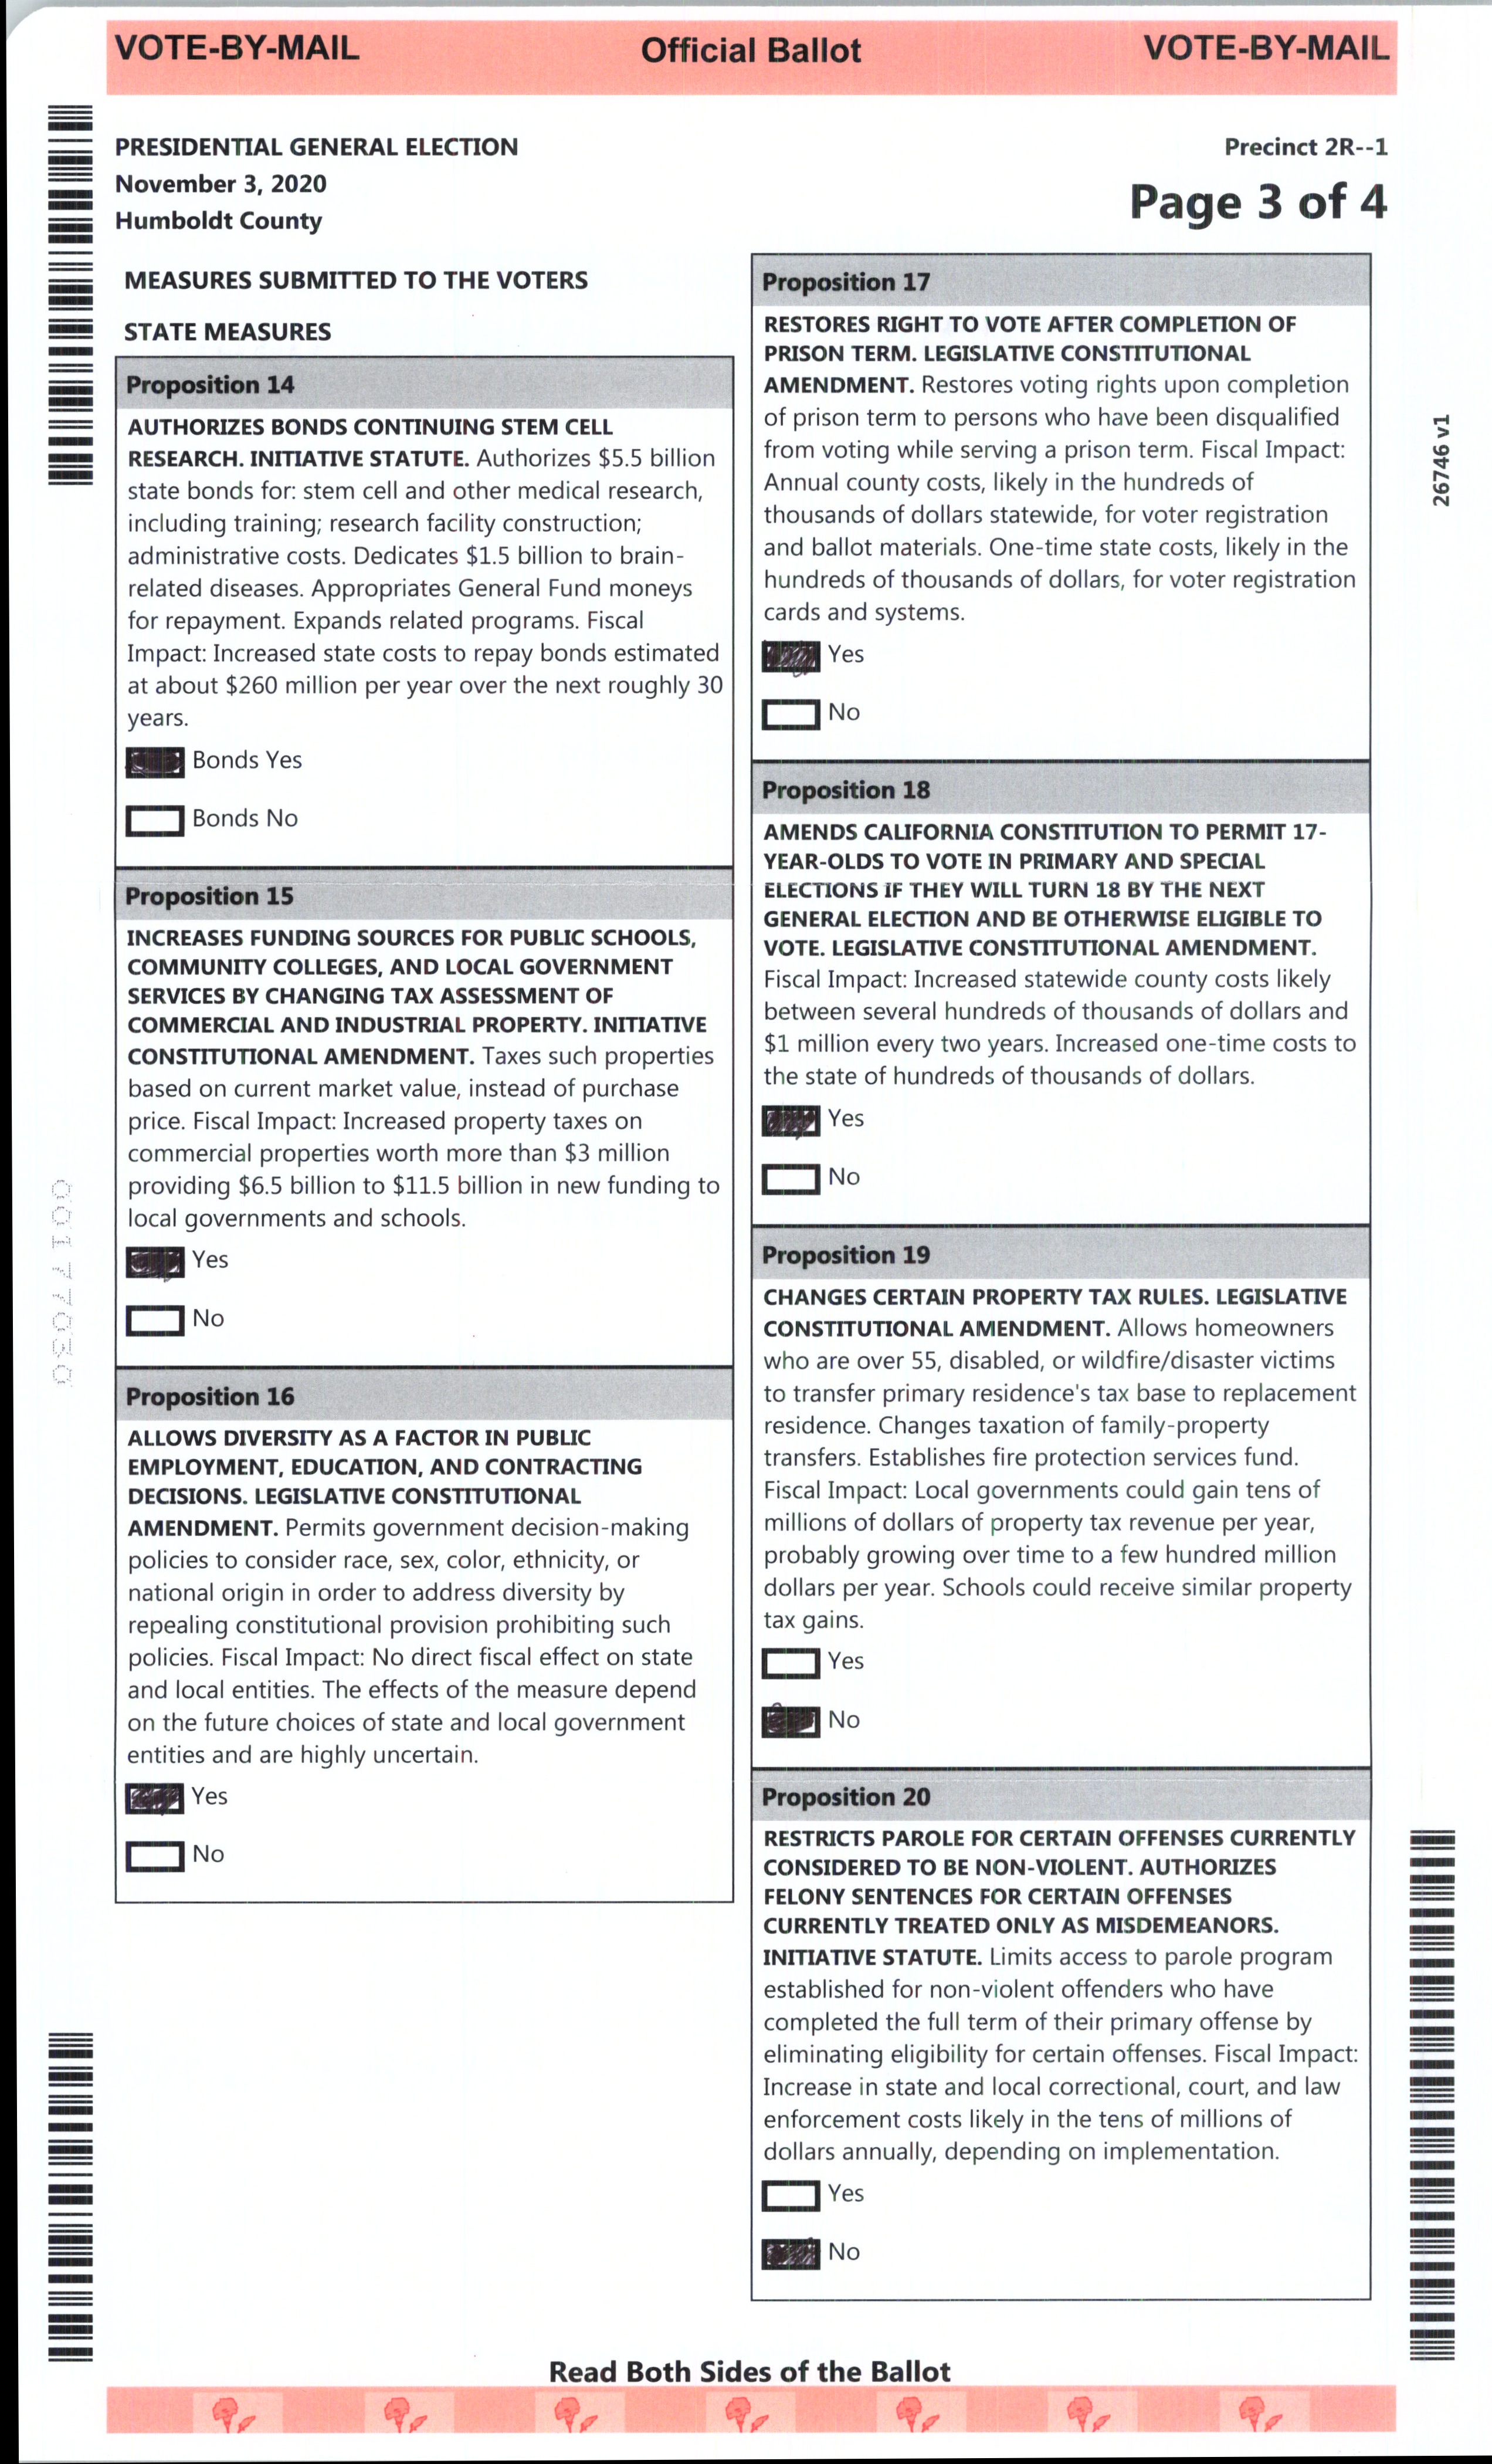 VOTE-BY-MAIL Official Ballot VOTE-BY-MAIL
PRESIDENTIAL GENERAL ELECTION
November 3, 2020
Humboldt County
Precinct 2R--1
Page 3 of 4
MEASURES SUBMITTED TO THE VOTERS
STATE MEASURES
Proposition 14
AUTHORIZES BONDS CONTINUING STEM CELL
RESEARCH. INITIATIVE STATUTE. Authorizes $5.5 billion
state bonds for: stem cell and other medical research,
including training; research facility construction;
administrative costs. Dedicates $1.5 billion to brain-
related diseases. Appropriates General Fund moneys
for repayment. Expands related programs. Fiscal
Impact: Increased state costs to repay bonds estimated
at about $260 million per year over the next roughly 30
years.
Bonds Yes
Bonds No
Proposition 15
INCREASES FUNDING SOURCES FOR PUBLIC SCHOOLS,
COMMUNITY COLLEGES, AND LOCAL GOVERNMENT
SERVICES BY CHANGING TAX ASSESSMENT OF
COMMERCIAL AND INDUSTRIAL PROPERTY. INITIATIVE
CONSTITUTIONAL AMENDMENT. Taxes such properties
based on current market value, instead of purchase
price. Fiscal Impact: Increased property taxes on
commercial properties worth more than $3 million
providing $6.5 billion to $11.5 billion in new funding to
local governments and schools.
Yes
No
Proposition 16
ALLOWS DIVERSITY AS A FACTOR IN PUBLIC
EMPLOYMENT, EDUCATION, AND CONTRACTING
DECISIONS. LEGISLATIVE CONSTITUTIONAL
AMENDMENT. Permits government decision-making
policies to consider race, sex, color, ethnicity, or
national origin in order to address diversity by
repealing constitutional provision prohibiting such
policies. Fiscal Impact: No direct fiscal effect on state
and local entities. The effects of the measure depend
on the future choices of state and local government
entities and are highly uncertain.
Yes
No
Proposition 17
RESTORES RIGHT TO VOTE AFTER COMPLETION OF
PRISON TERM. LEGISLATIVE CONSTITUTIONAL
AMENDMENT. Restores voting rights upon completion
of prison term to persons who have been disqualified
from voting while serving a prison term. Fiscal Impact:
Annual county costs, likely in the hundreds of
thousands of dollars statewide, for voter registration
and ballot materials. One-time state costs, likely in the
hundreds of thousands of dollars, for voter registration
cards and systems.
Yes
No
Proposition 18
AMENDS CALIFORNIA CONSTITUTION TO PERMIT 17-
YEAR-OLDS TO VOTE IN PRIMARY AND SPECIAL
ELECTIONS IF THEY WILL TURN 18 BY THE NEXT
GENERAL ELECTION AND BE OTHERWISE ELIGIBLE TO
VOTE. LEGISLATIVE CONSTITUTIONAL AMENDMENT.
Fiscal Impact: Increased statewide county costs likely
between several hundreds of thousands of dollars and
$1 million every two years. Increased one-time costs to
the state of hundreds of thousands of dollars.
Yes
No
Proposition 19
CHANGES CERTAIN PROPERTY TAX RULES. LEGISLATIVE
CONSTITUTIONAL AMENDMENT. Allows homeowners
who are over 55, disabled, or wildfire/disaster victims
to transfer primary residence's tax base to replacement
residence. Changes taxation of family-property
transfers. Establishes fire protection services fund.
Fiscal Impact: Local governments could gain tens of
millions of dollars of property tax revenue per year,
probably growing over time to a few hundred million
dollars per year. Schools could receive similar property
tax gains.
Yes
No
Proposition 20
RESTRICTS PAROLE FOR CERTAIN OFFENSES CURRENTLY
CONSIDERED TO BE NON-VIOLENT. AUTHORIZES
FELONY SENTENCES FOR CERTAIN OFFENSES
CURRENTLY TREATED ONLY AS MISDEMEANORS.
INITIATIVE STATUTE. Limits access to parole program
established for non-violent offenders who have
completed the full term of their primary offense by
eliminating eligibility for certain offenses. Fiscal Impact:
Increase in state and local correctional, court, and law
enforcement costs likely in the tens of millions of
dollars annually, depending on implementation.
Yes
No
26746 v1
00177030
Read Both Sides of the Ballot